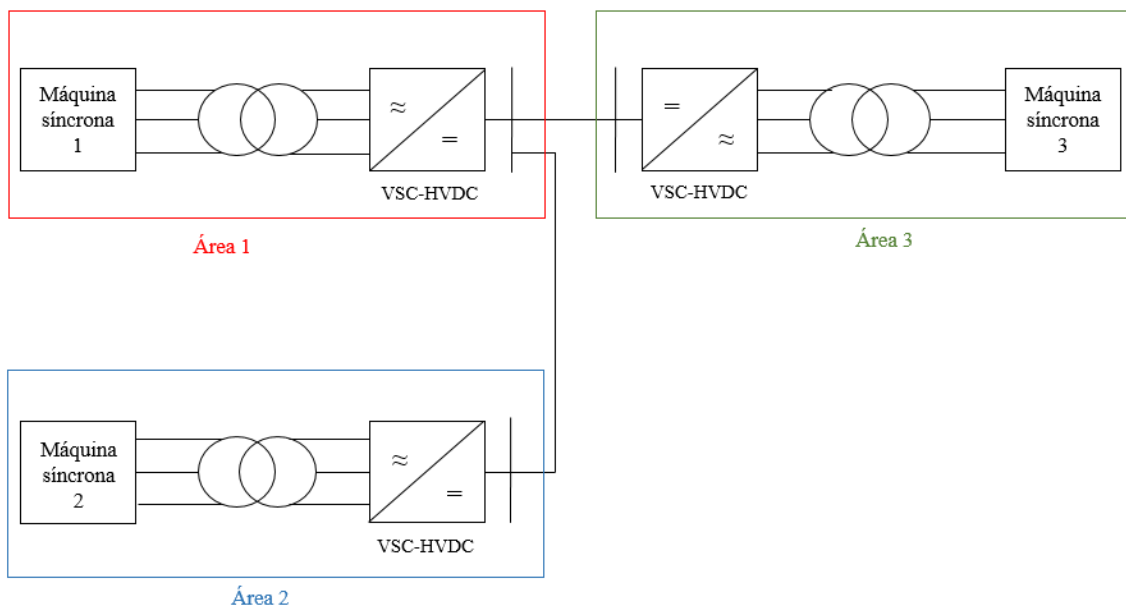 Máquina
síncrona
1
≈
=
VSC-HVDC
Área 1
=
≈
VSC-HVDC
Máquina
síncrona
3
Área 3
Máquina
síncrona
2
≈
=
VSC-HVDC
Área 2